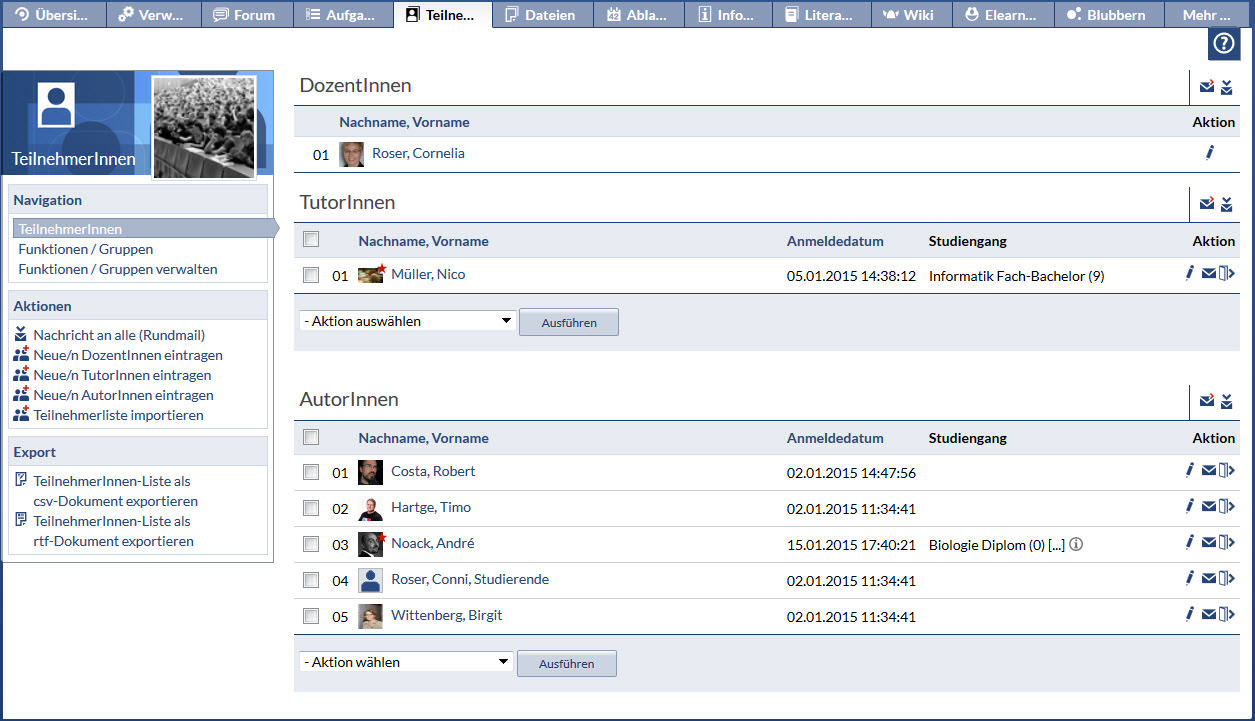 Übersi... Verw... Forum Aufga... Teilne... Dateien Abla... Info... Litera... Wiki Elearn... Blubbern Mehr ...
TeilnehmerInnen
Navigation
TeilnehmerInnen
Funktionen / Gruppen
Funktionen / Gruppen verwalten
Aktionen
Nachricht an alle (Rundmail)
Neue/n DozentInnen eintragen
Neue/n TutorInnen eintragen
Neue/n AutorInnen eintragen
Teilnehmerliste importieren
Export
TeilnehmerInnen-Liste als
csv-Dokument exportieren
TeilnehmerInnen-Liste als
rtf-Dokument exportieren
DozentInnen
Nachname, Vorname Aktion
01 Roser, Cornelia
TutorInnen
Nachname, Vorname Anmeldedatum Studiengang Aktion
01 Müller, Nico 05.01.2015 14:38:12 Informatik Fach-Bachelor (9)
- Aktion auswählen Ausführen
AutorInnen
Nachname, Vorname Anmeldedatum Studiengang Aktion
01 Costa, Robert 02.01.2015 14:47:56
02 Hartge, Timo 02.01.2015 11:34:41
03 Noack, André 15.01.2015 17:40:21 Biologie Diplom (0) [...]
04 Roser, Conni, Studierende 02.01.2015 11:34:41
05 Wittenberg, Birgit 02.01.2015 11:34:41
- Aktion wählen Ausführen